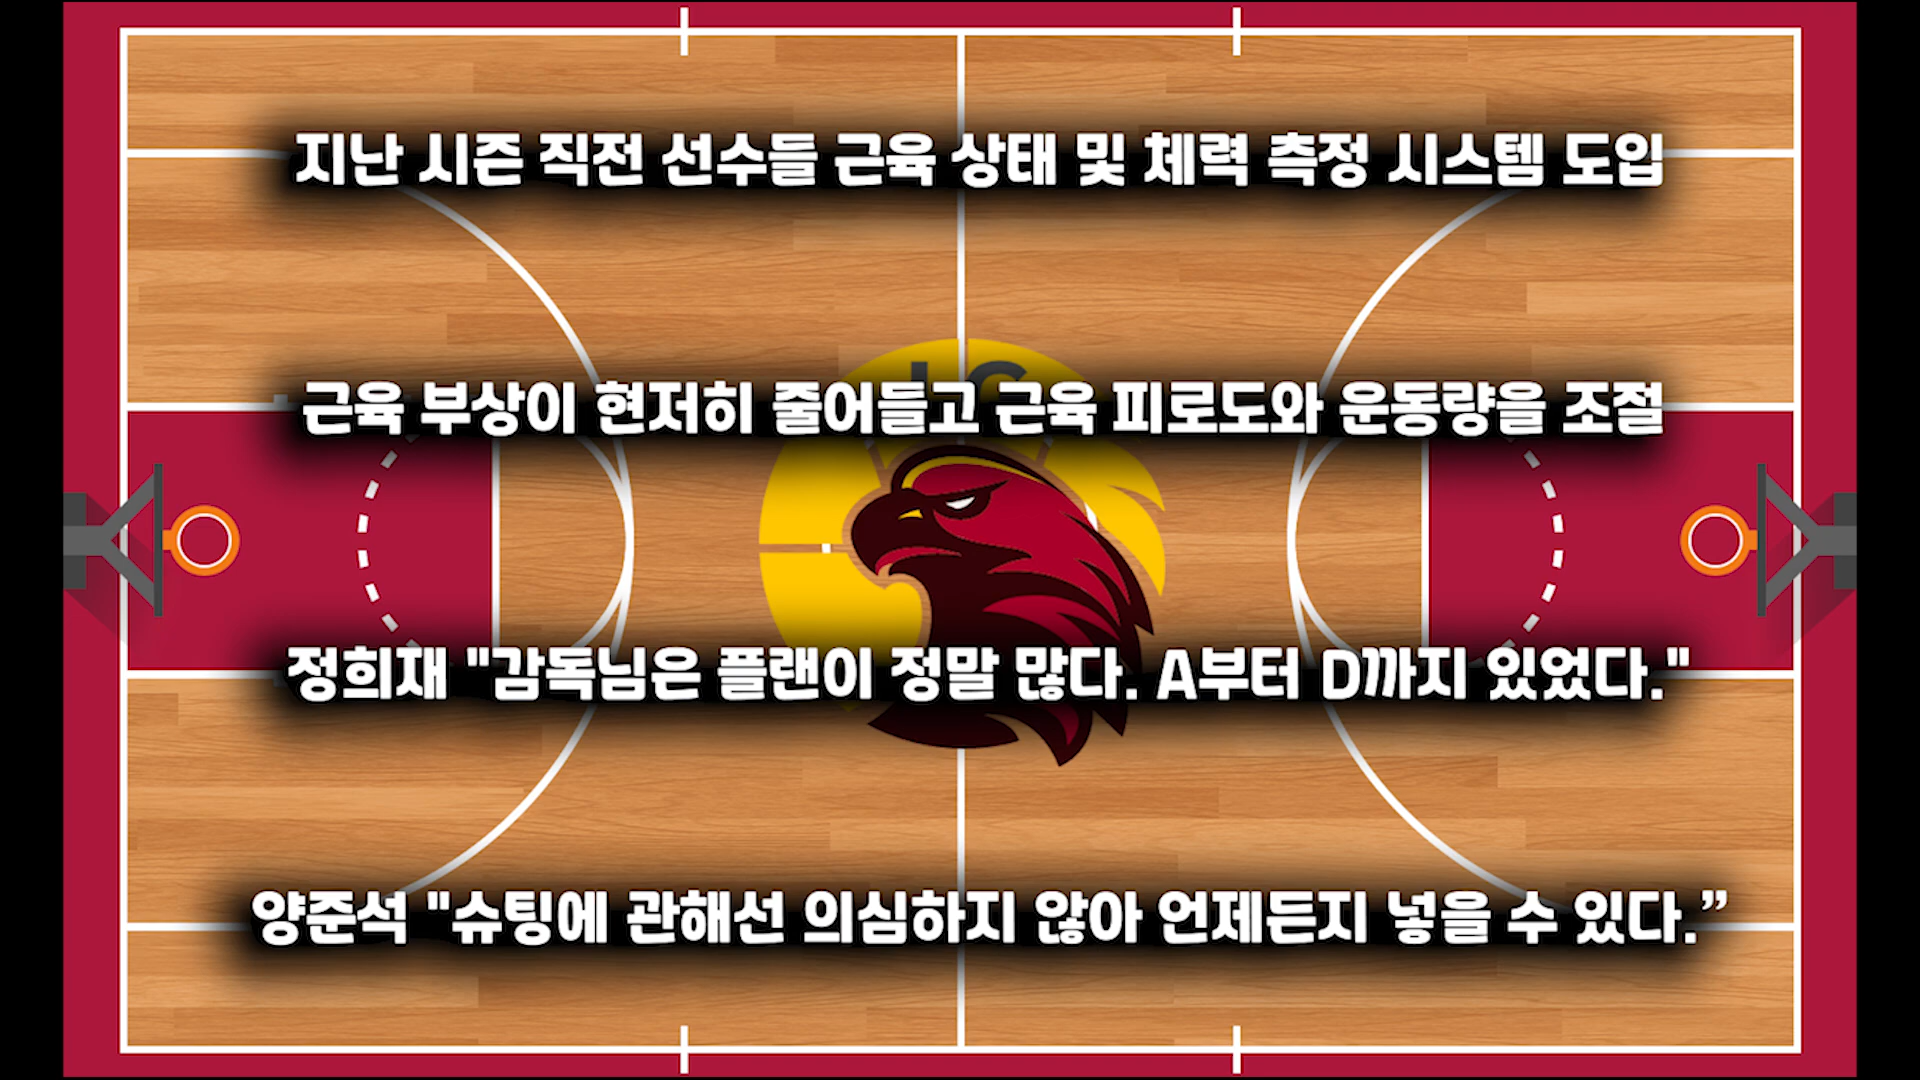 지난 시즌 직전 선수들 근육 상태 및 체력 측정 시스템 도입
LG
근육 부상이 현저히 줄어들고 근육 피로도와 운동량을 조절
정희재 "감독님은 플랜이 정말 많다. A부터 D까지 있었다."
양준석 "슈팅에 관해선 의심하지 않아 언제든지 넣을 수 있다.”